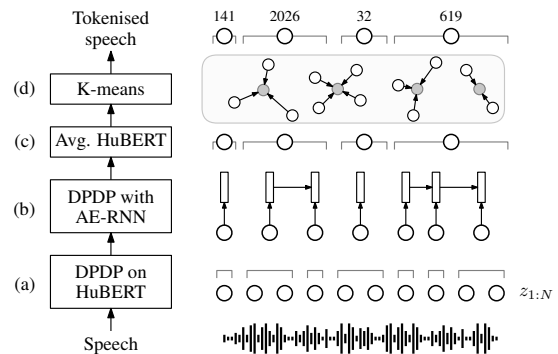 Tokenised
speech
141 2026 32 619
(d) K-means
(c) Avg. HuBERT
(b) DPDP with
AE-RNN
(a) DPDP on
HuBERT
z1:N
Speech